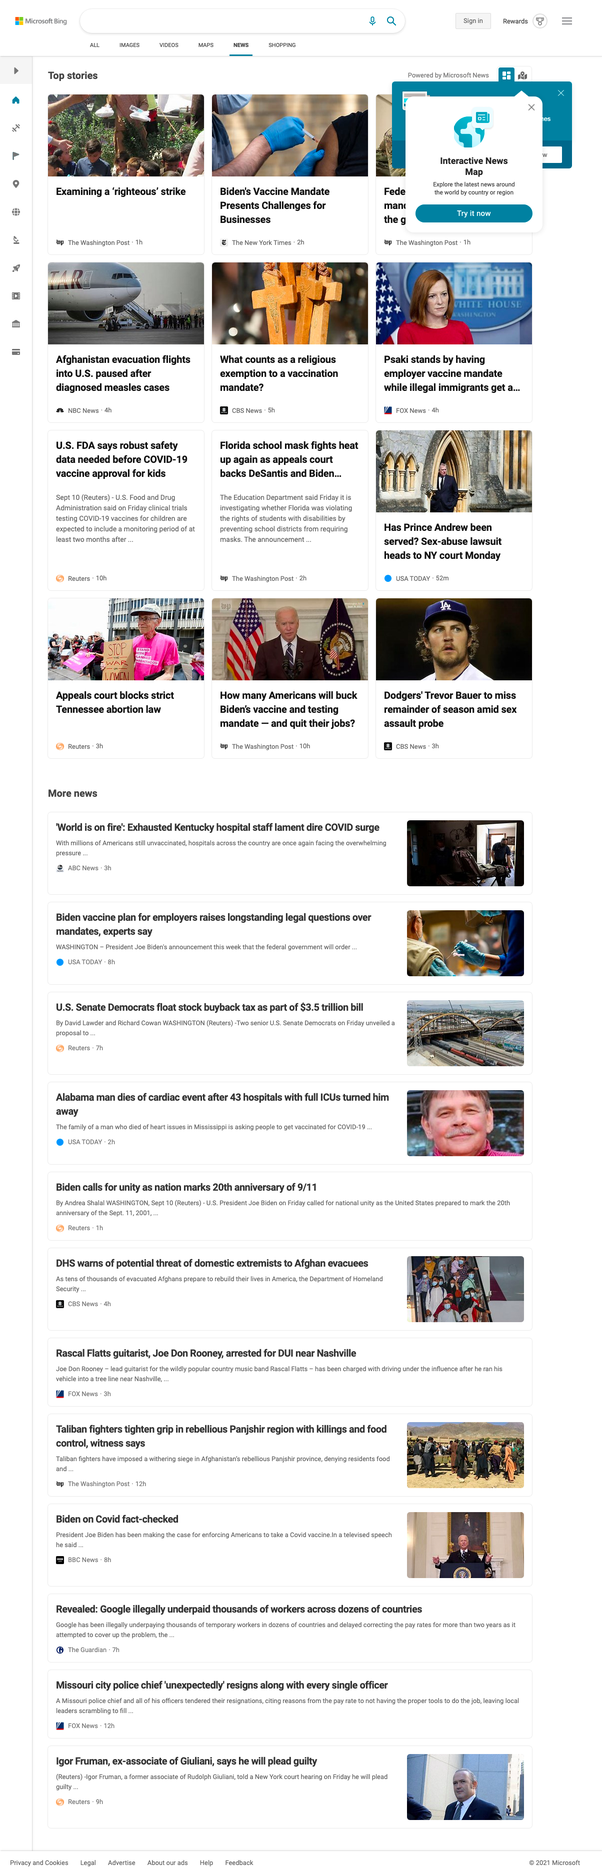 Microsoft Bing
Sign in
Rewards
ALL
IMAGES
VIDEOS
MAPS
NEWS
SHOPPING
Top stories
Powered by Microsoft News
Interactive News
Map
Explore the latest news around
the world by country or region
Try it now
Examining a ‘righteous’ strike
The Washington Post · 1h
Biden's Vaccine Mandate
Presents Challenges for
Businesses
The New York Times · 2h
Fede
manc
the g
The Washington Post · 1h
Afghanistan evacuation flights
into U.S. paused after
diagnosed measles cases
NBC News · 4h
What counts as a religious
exemption to a vaccination
mandate?
CBS News · 5h
WHITE HOUSE
WASHINGTON
Psaki stands by having
employer vaccine mandate
while illegal immigrants get a...
FOX News · 4h
U.S. FDA says robust safety
data needed before COVID-19
vaccine approval for kids
Sept 10 (Reuters) - U.S. Food and Drug
Administration said on Friday clinical trials
testing COVID-19 vaccines for children are
expected to include a monitoring period of at
least two months after ...
Reuters · 10h
Florida school mask fights heat
up again as appeals court
backs DeSantis and Biden...
The Education Department said Friday it is
investigating whether Florida was violating
the rights of students with disabilities by
preventing school districts from requiring
masks. The announcement ...
The Washington Post · 2h
Has Prince Andrew been
served? Sex-abuse lawsuit
heads to NY court Monday
USA TODAY · 52m
STOP
WAR
WOMEN
Appeals court blocks strict
Tennessee abortion law
Reuters · 3h
How many Americans will buck
Biden’s vaccine and testing
mandate — and quit their jobs?
The Washington Post · 10h
LA
Dodgers' Trevor Bauer to miss
remainder of season amid sex
assault probe
CBS News · 3h
More news
'World is on fire': Exhausted Kentucky hospital staff lament dire COVID surge
With millions of Americans still unvaccinated, hospitals across the country are once again facing the overwhelming
pressure ...
ABC News · 3h
Biden vaccine plan for employers raises longstanding legal questions over
mandates, experts say
WASHINGTON – President Joe Biden's announcement this week that the federal government will order ...
USA TODAY · 8h
U.S. Senate Democrats float stock buyback tax as part of $3.5 trillion bill
By David Lawder and Richard Cowan WASHINGTON (Reuters) -Two senior U.S. Senate Democrats on Friday unveiled a
proposal to ...
Reuters · 7h
Alabama man dies of cardiac event after 43 hospitals with full ICUs turned him
away
The family of a man who died of heart issues in Mississippi is asking people to get vaccinated for COVID-19 ...
USA TODAY · 2h
Biden calls for unity as nation marks 20th anniversary of 9/11
By Andrea Shalal WASHINGTON, Sept 10 (Reuters) - U.S. President Joe Biden on Friday called for national unity as the United States prepared to mark the 20th
anniversary of the Sept. 11, 2001, ...
Reuters · 1h
DHS warns of potential threat of domestic extremists to Afghan evacuees
As tens of thousands of evacuated Afghans prepare to rebuild their lives in America, the Department of Homeland
Security ...
CBS News · 4h
Rascal Flatts guitarist, Joe Don Rooney, arrested for DUI near Nashville
Joe Don Rooney – lead guitarist for the wildly popular country music band Rascal Flatts – has been charged with driving under the influence after he ran his
vehicle into a tree line near Nashville, ...
FOX News · 3h
Taliban fighters tighten grip in rebellious Panjshir region with killings and food
control, witness says
Taliban fighters have imposed a withering siege in Afghanistan's rebellious Panjshir province, denying residents food
and ...
The Washington Post · 12h
Biden on Covid fact-checked
President Joe Biden has been making the case for enforcing Americans to take a Covid vaccine.In a televised speech
he said ...
BBC News · 8h
Revealed: Google illegally underpaid thousands of workers across dozens of countries
Google has been illegally underpaying thousands of temporary workers in dozens of countries and delayed correcting the pay rates for more than two years as it
attempted to cover up the problem, the ...
The Guardian · 7h
Missouri city police chief 'unexpectedly' resigns along with every single officer
A Missouri police chief and all of his officers tendered their resignations, citing reasons from the pay rate to not having the proper tools to do the job, leaving local
leaders scrambling to fill ...
FOX News · 12h
Igor Fruman, ex-associate of Giuliani, says he will plead guilty
(Reuters) -Igor Fruman, a former associate of Rudolph Giuliani, told a New York court hearing on Friday he will plead
guilty ...
Reuters · 9h
Privacy and Cookies
Legal
Advertise
About our ads
Help
Feedback
© 2021 Microsoft